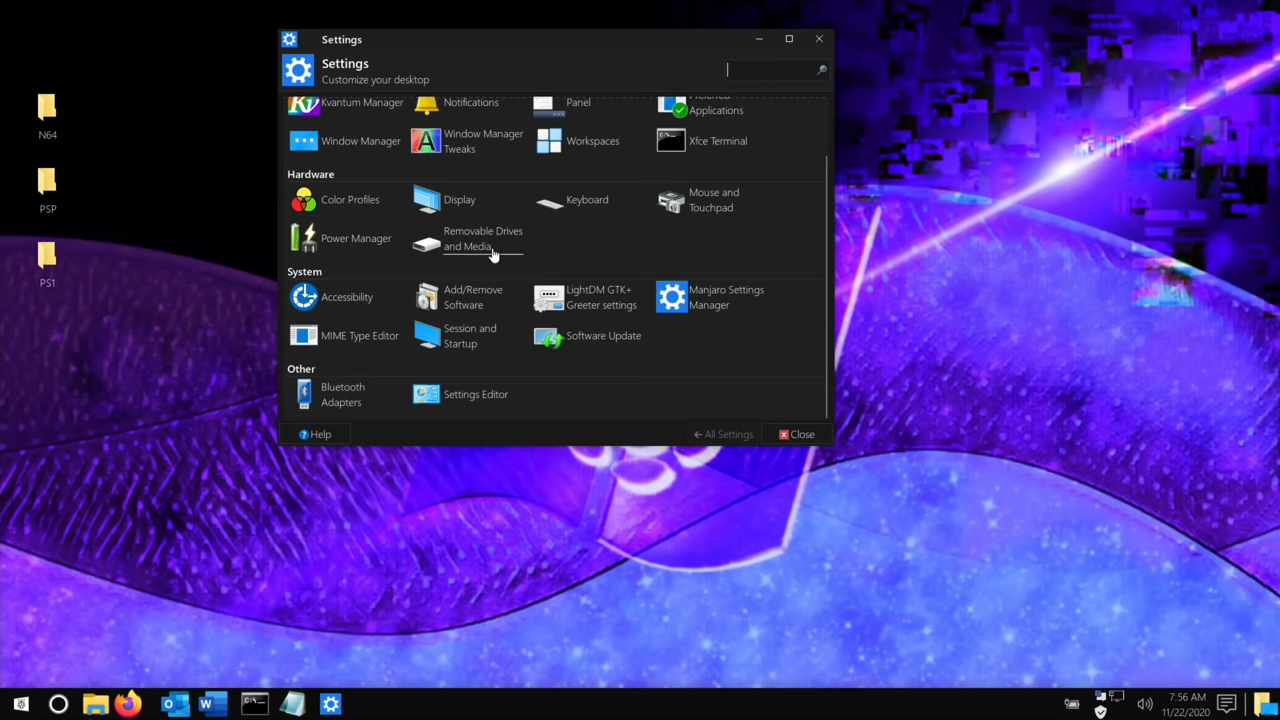 N64
PSP
PS1
Settings
Settings
Customize your desktop
Kvantum Manager
Notifications
Panel
Applications
Window Manager
Window Manager
Tweaks
Workspaces
Xfce Terminal
Hardware
Color Profiles
Display
Keyboard
Mouse and
Touchpad
Power Manager
Removable Drives
and Media
System
Accessibility
Add/Remove
Software
LightDM GTK+
Greeter settings
Manjaro Settings
Manager
MIME Type Editor
Session and
Startup
Software Update
Other
Bluetooth
Adapters
Settings Editor
Help
All Settings
Close
7:56 AM
11/22/2020